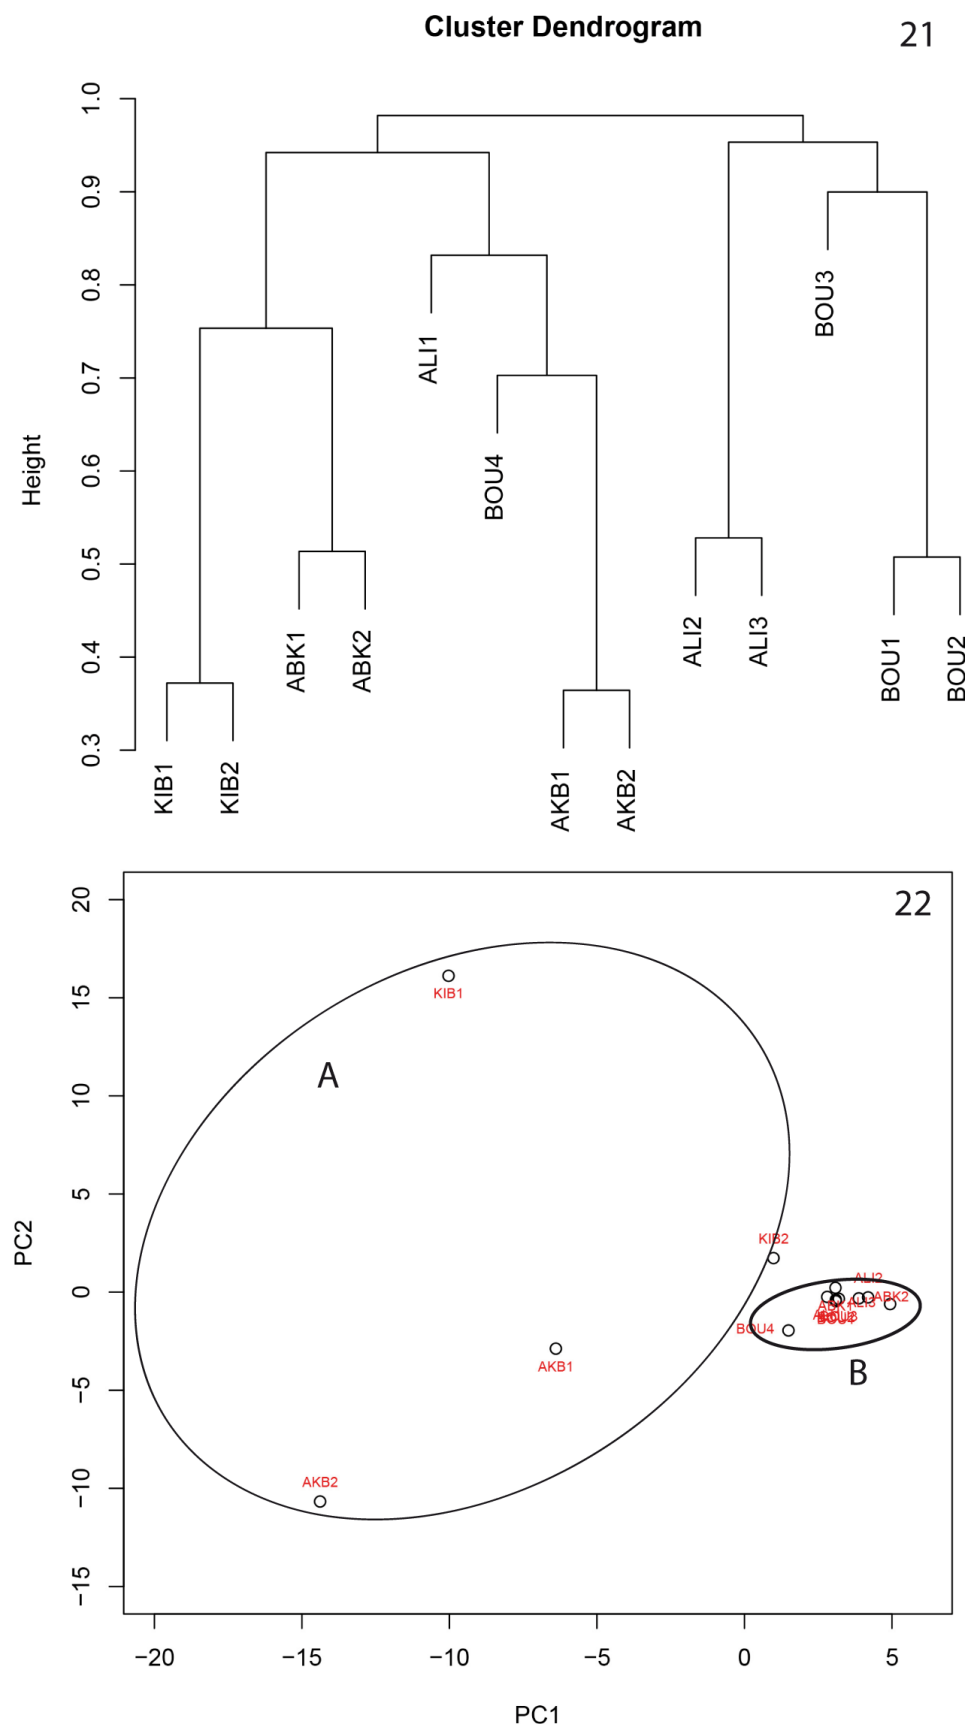 Cluster Dendrogram
21
Height
1.0
0.9
0.8
0.7
0.6
0.5
0.4
0.3
KIB1
KIB2
ABK1
ABK2
ALI1
BOU4
AKB1
AKB2
ALI2
ALI3
BOU3
BOU1
BOU2
22
PC2
20
15
10
5
0
−5
−10
−15
KIB1
A
KIB2
ALI2
ABK2
ALI3
ABK1
BOU4
AKB1
B
AKB2
−20
−15
−10
−5
0
5
PC1